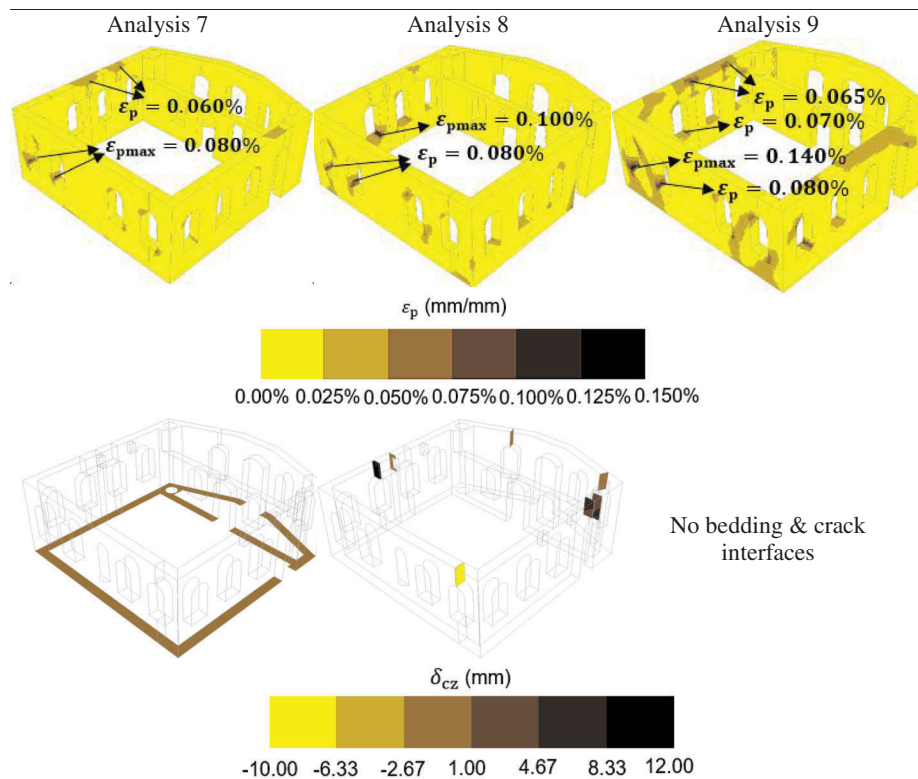 Analysis 7 Analysis 8 Analysis 9
εp = 0.060%
εpmax = 0.080%
εpmax = 0.100%
εp = 0.080%
εp = 0.065%
εp = 0.070%
εpmax = 0.140%
εp = 0.080%
εp (mm/mm)
0.00% 0.025% 0.050% 0.075% 0.100% 0.125% 0.150%
No bedding & crack
interfaces
δcz (mm)
-10.00 -6.33 -2.67 1.00 4.67 8.33 12.00